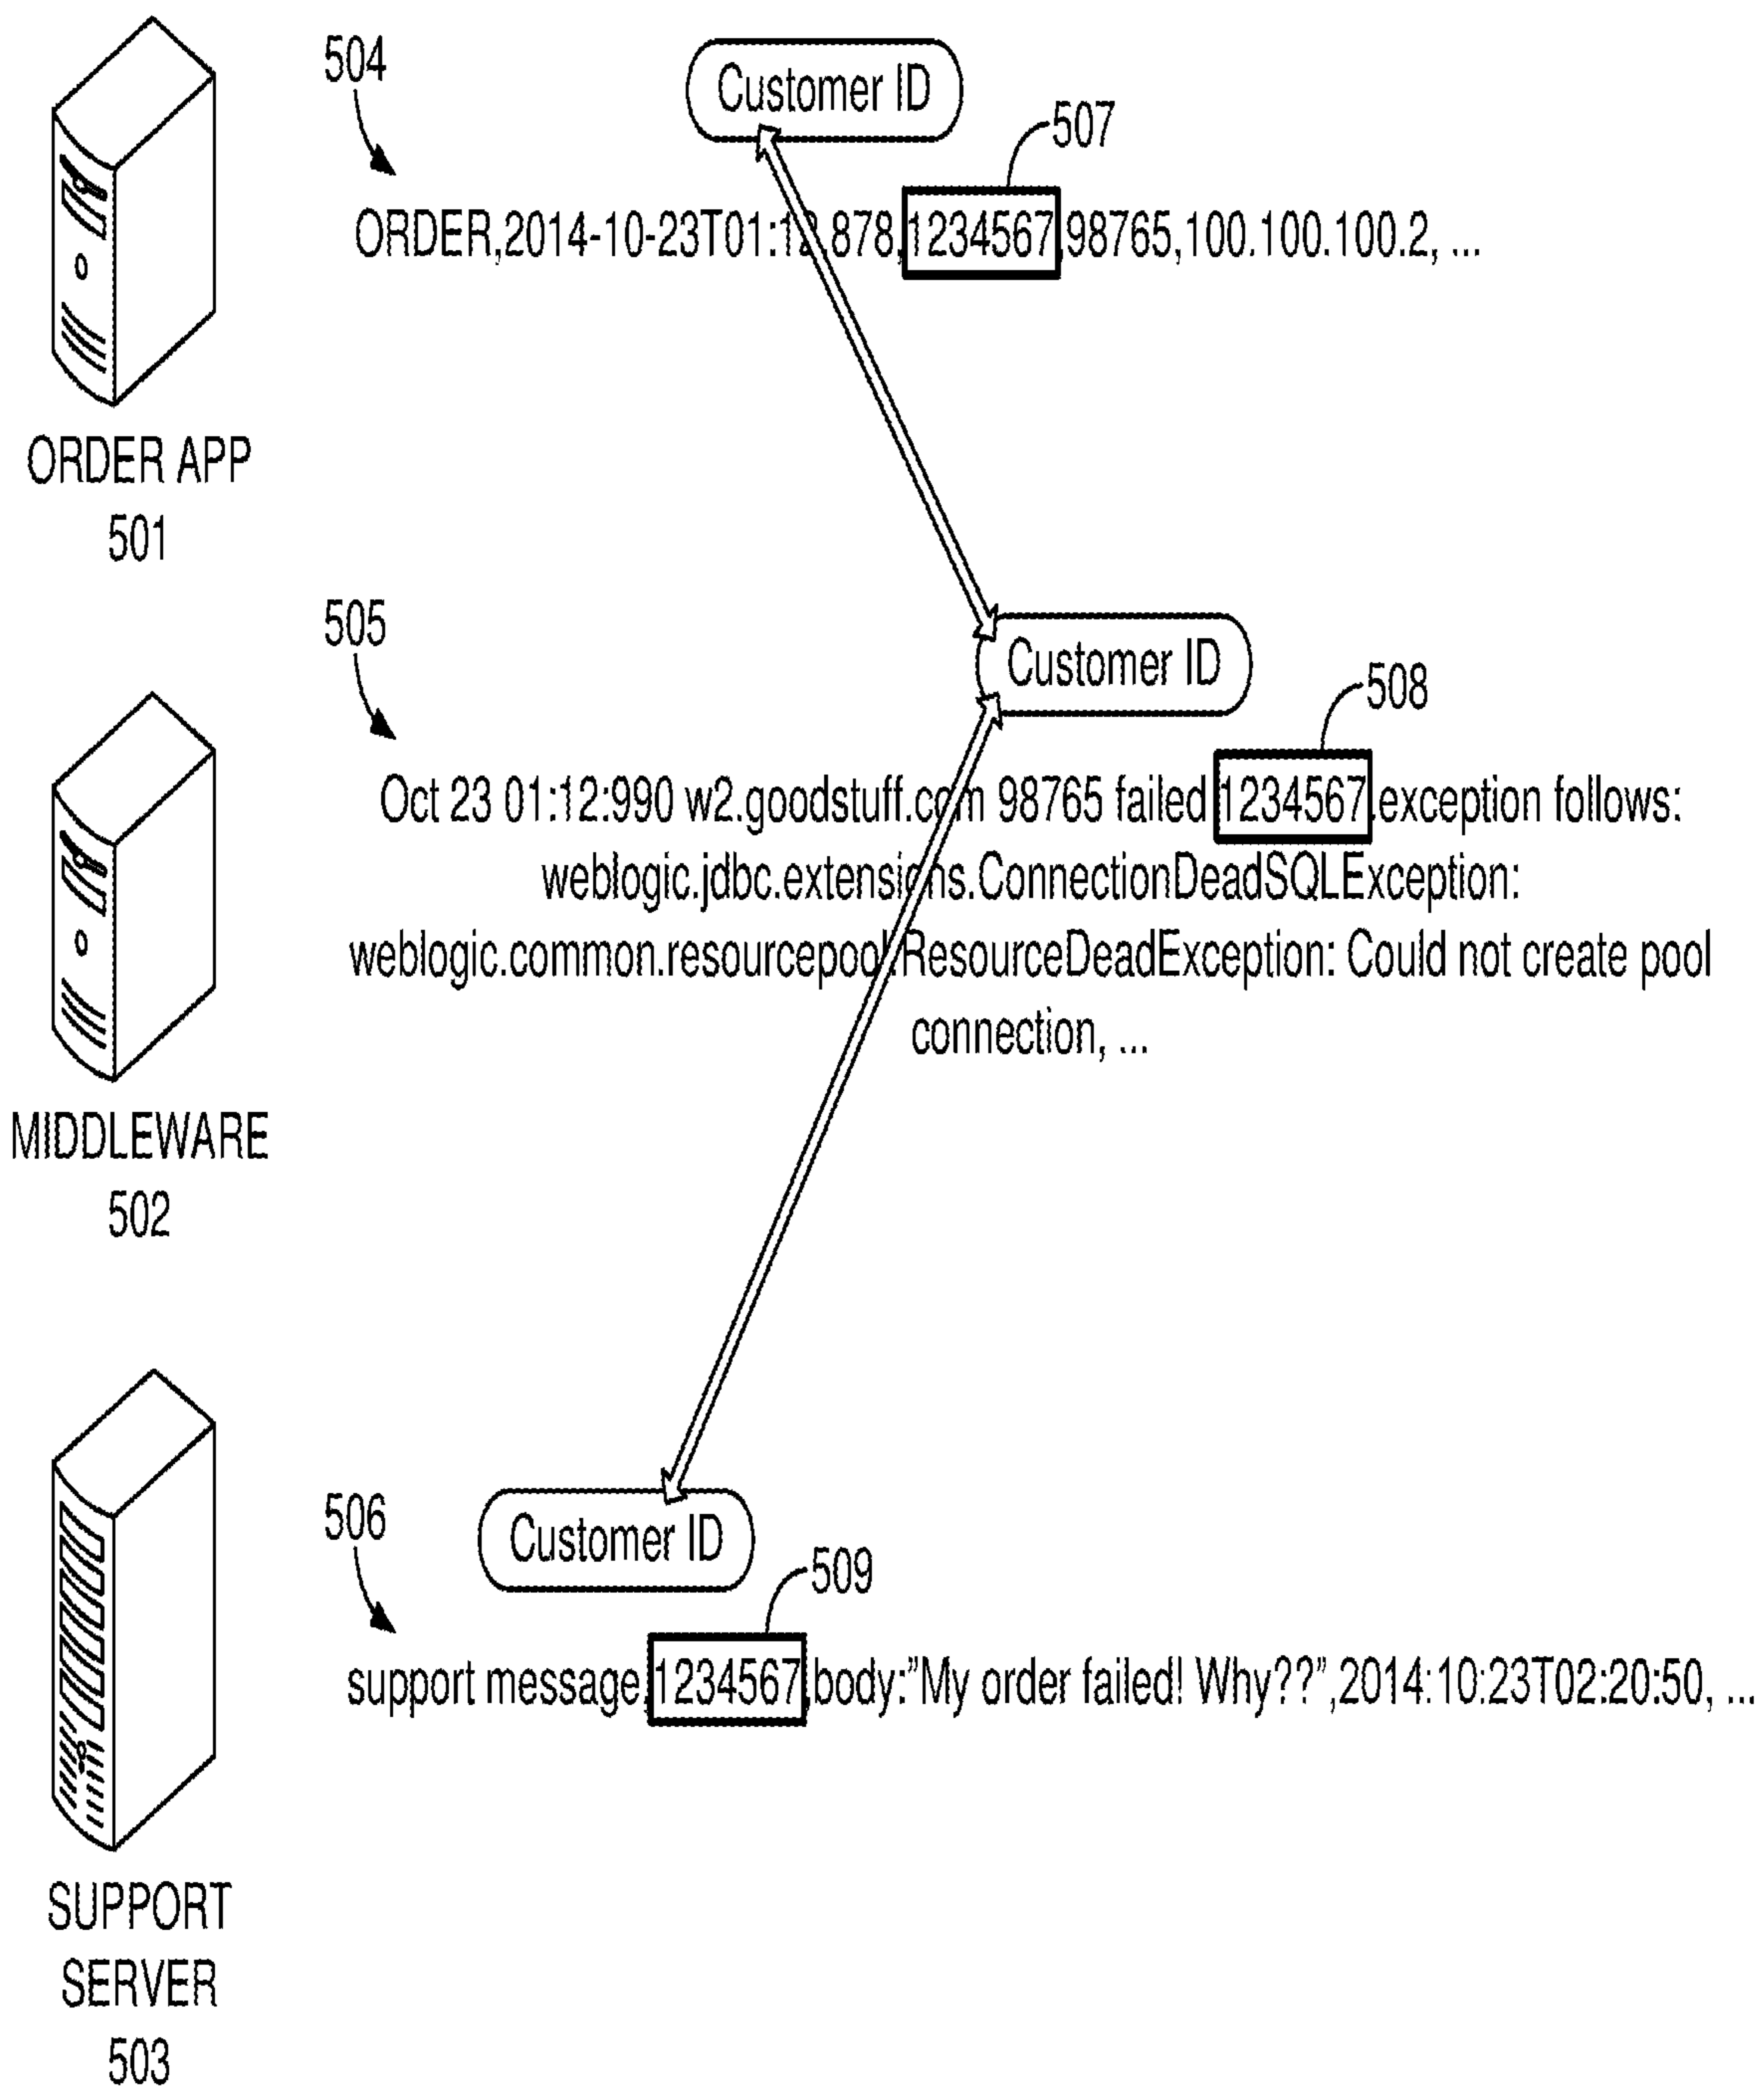 504
Customer ID
507
ORDER,2014-10-23T01:12.878,1234567,98765,100.100.100.2, ...
ORDER APP
501
505
Customer ID
508
Oct 23 01:12:990 w2.goodstuff.com 98765 failed 1234567,exception follows:
weblogic.jdbc.extensions.ConnectionDeadSQLException:
weblogic.common.resourcepool.ResourceDeadException: Could not create pool
connection, ...
MIDDLEWARE
502
506
Customer ID
509
support message,1234567,body:"My order failed! Why??",2014:10:23T02:20:50, ...
SUPPORT
SERVER
503